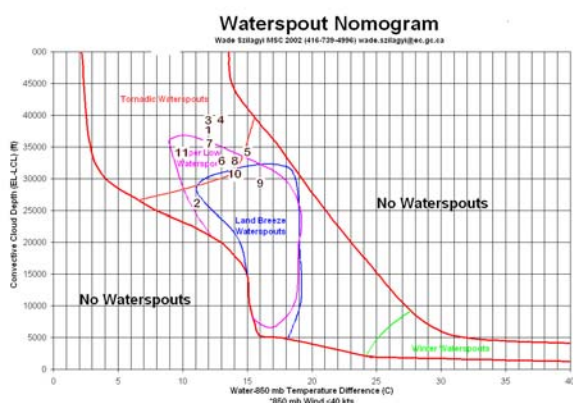 Waterspout Nomogram
Wade Szilagyi MSC 2002 (416-739-4996) wade.szilagyi@ec.gc.ca
Convective Cloud Depth (EL-LCL) (ft)
000
40000
35000
30000
25000
20000
15000
10000
5000
0
Tornadic Waterspouts
3 4
1
7
11
5
per Low
Waterspo
6 8
10
9
2
Land Breeze
Waterspouts
No Waterspouts
No Waterspouts
Winter Waterspouts
0 5 10 15 20 25 30 35 40
Water-850 mb Temperature Difference (C)
*850 mb Wind <40 kts